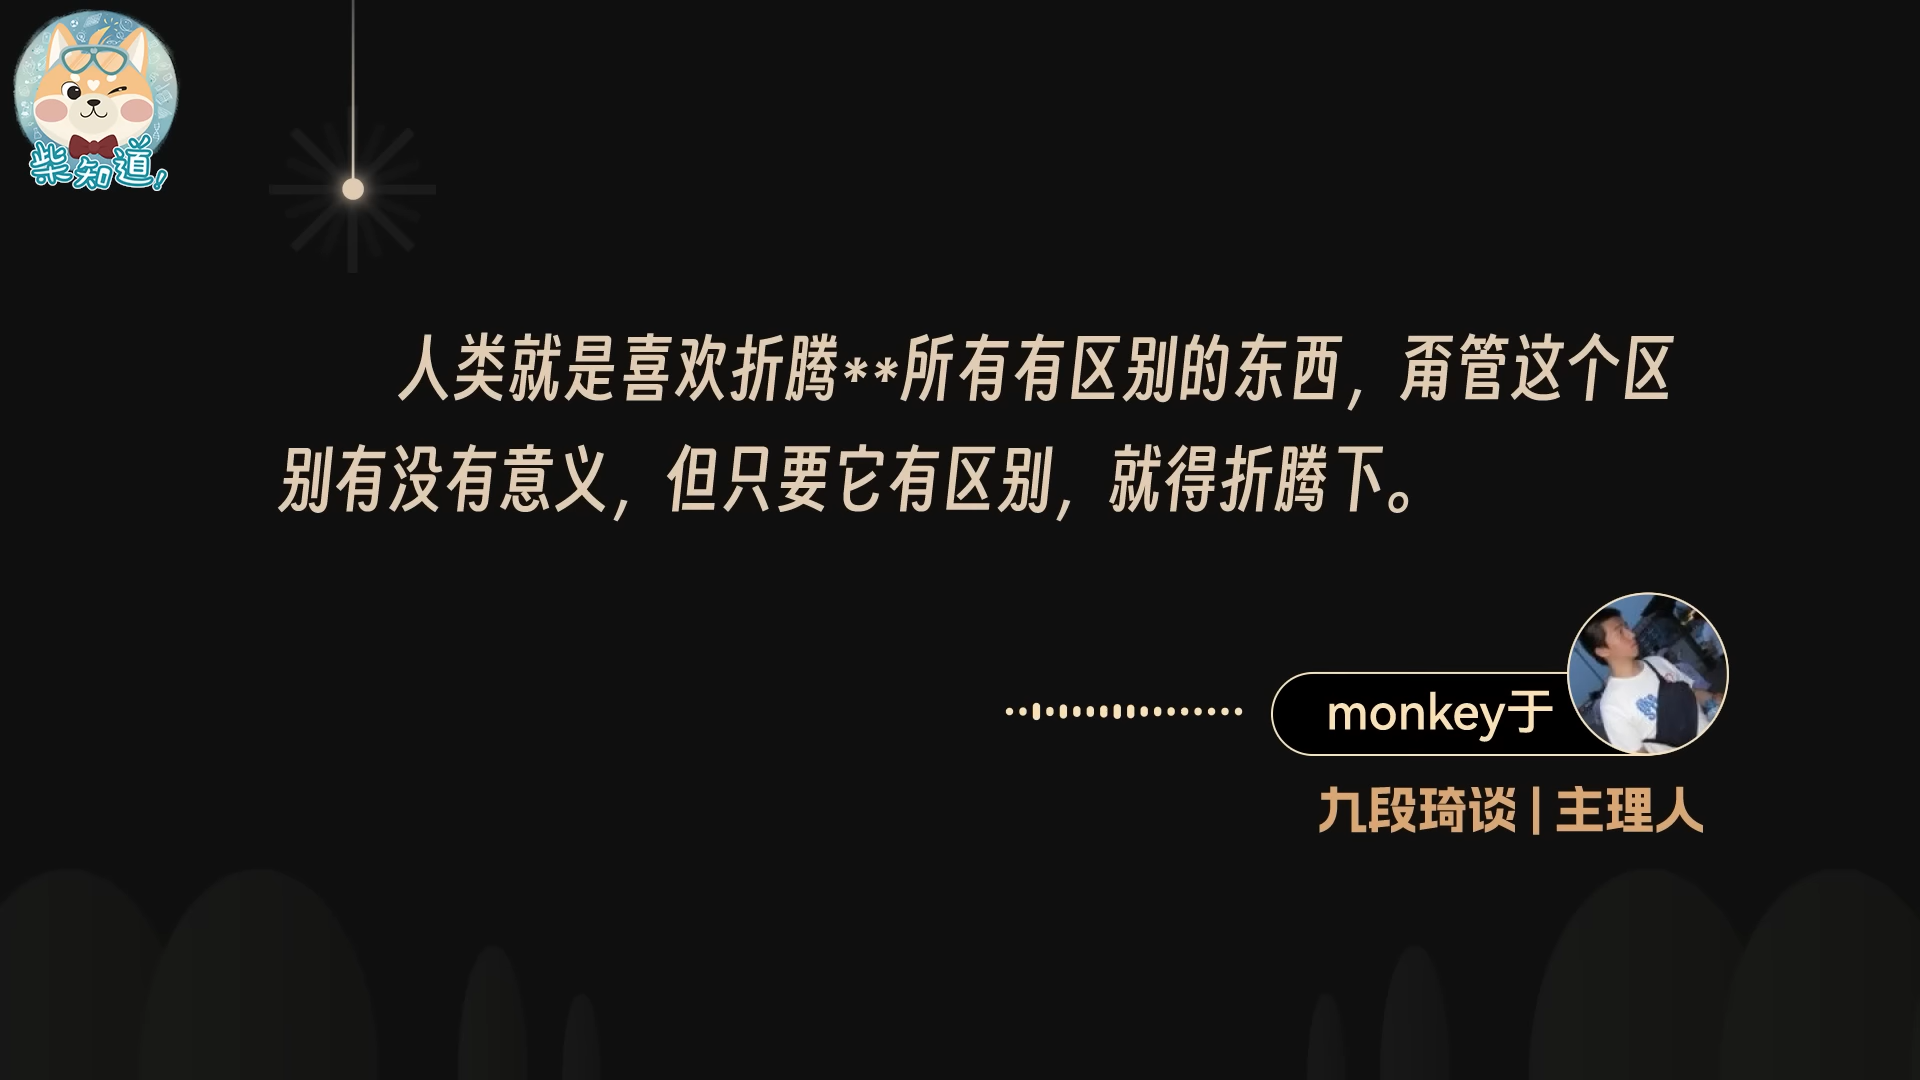 柴知道!
人类就是喜欢折腾**所有有区别的东西，甭管这个区
别有没有意义，但只要它有区别，就得折腾下。
monkey于
九段琦谈|主理人